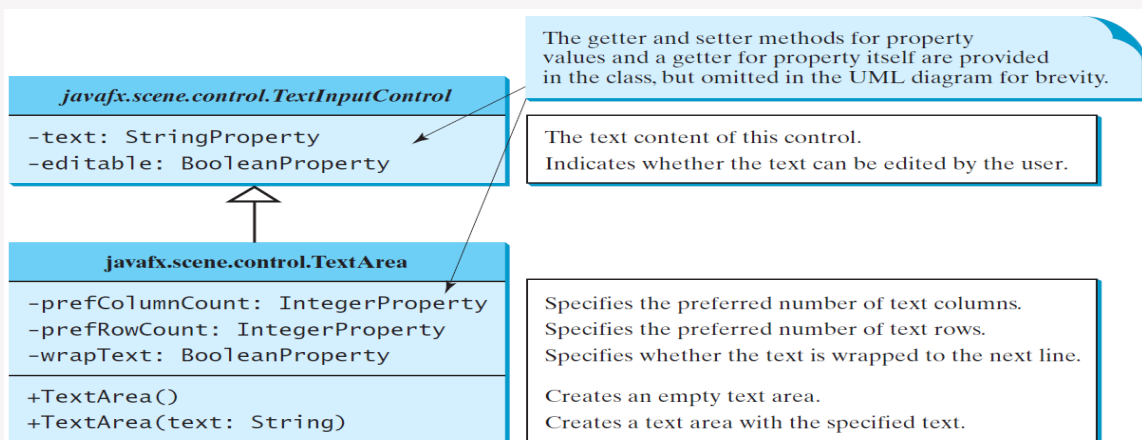 The getter and setter methods for property
values and a getter for property itself are provided
in the class, but omitted in the UML diagram for brevity.
javafx.scene.control.TextInputControl
-text: StringProperty
-editable: BooleanProperty
The text content of this control.
Indicates whether the text can be edited by the user.
javafx.scene.control.TextArea
-prefColumnCount: IntegerProperty
-prefRowCount: IntegerProperty
-wrapText: BooleanProperty
Specifies the preferred number of text columns.
Specifies the preferred number of text rows.
Specifies whether the text is wrapped to the next line.
+TextArea()
+TextArea(text: String)
Creates an empty text area.
Creates a text area with the specified text.